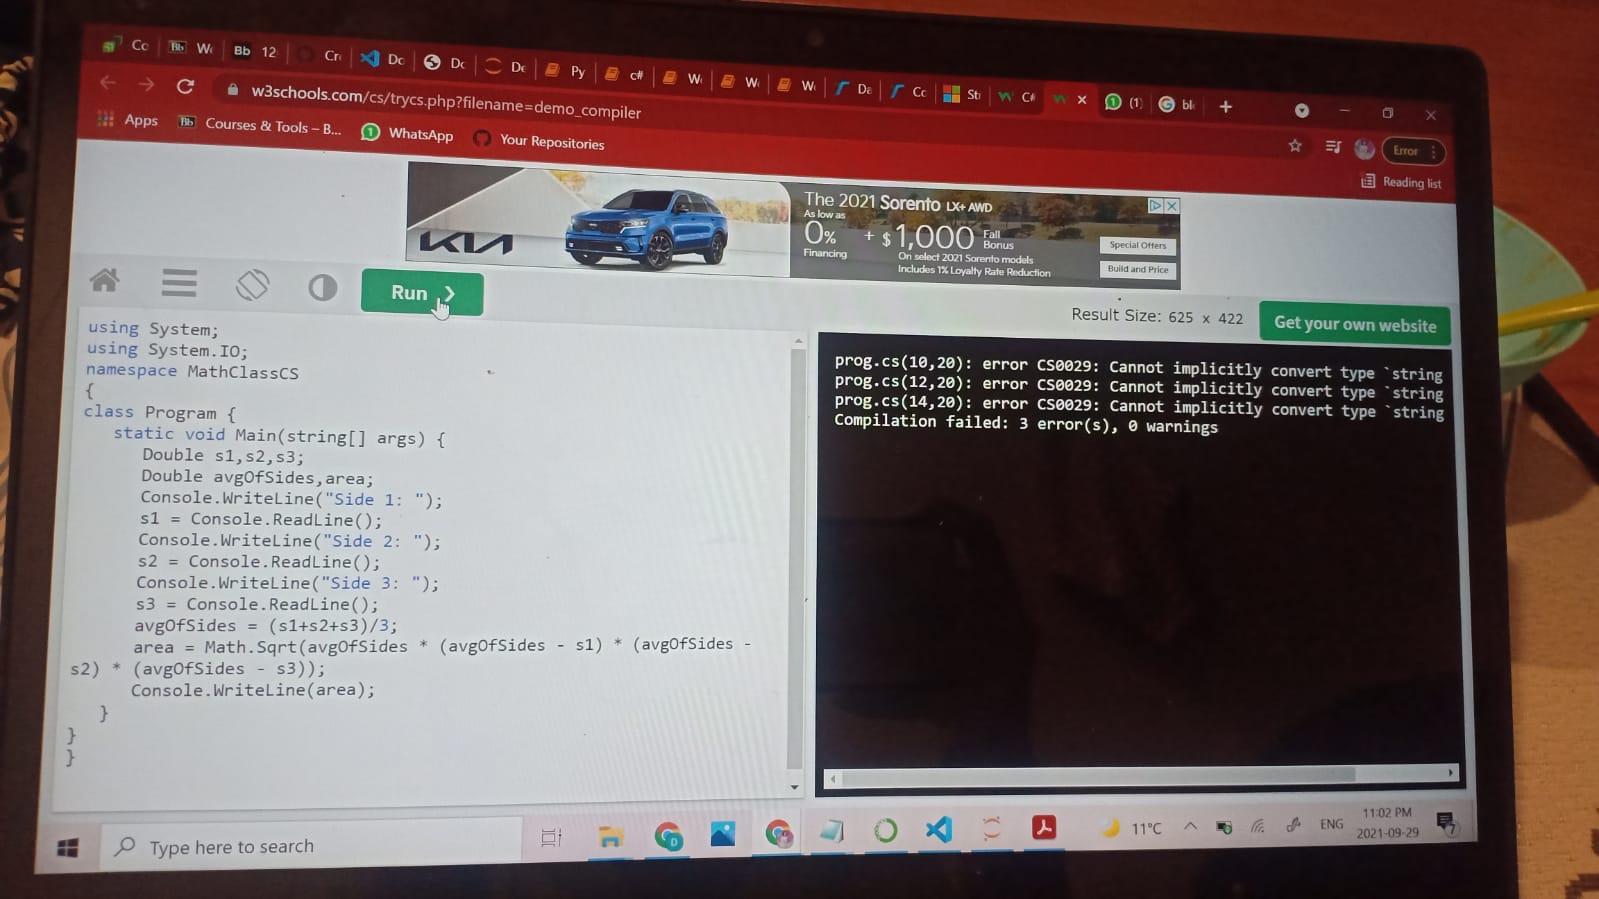 Cc
Bb
Wo
Bb
12
Cr
Dc
Dc
De
Py
c#
We
We
We
Da
Cc
St
C#
(1)
G
bl
w3schools.com/cs/trycs.php?filename=demo_compiler
Error
Apps
Bb Courses & Tools – B...
WhatsApp
Your Repositories
Reading list
KIA
The 2021 Sorento LX+ AWD
As low as
0% + $1,000 Fall Bonus
Financing
On select 2021 Sorento models
Includes 1% Loyalty Rate Reduction
Special Offers
Build and Price
Run ❯
Result Size: 625 x 422
Get your own website
using System;
using System.IO;
namespace MathClassCS
{
class Program {
static void Main(string[] args) {
Double s1,s2,s3;
Double avgOfSides,area;
Console.WriteLine("Side 1: ");
s1 = Console.ReadLine();
Console.WriteLine("Side 2: ");
s2 = Console.ReadLine();
Console.WriteLine("Side 3: ");
s3 = Console.ReadLine();
avgOfSides = (s1+s2+s3)/3;
area = Math.Sqrt(avgOfSides * (avgOfSides - s1) * (avgOfSides -
s2) * (avgOfSides - s3));
Console.WriteLine(area);
}
}
}
prog.cs(10,20): error CS0029: Cannot implicitly convert type `string
prog.cs(12,20): error CS0029: Cannot implicitly convert type `string
prog.cs(14,20): error CS0029: Cannot implicitly convert type `string
Compilation failed: 3 error(s), 0 warnings
Type here to search
11°C
ENG
11:02 PM
2021-09-29
7